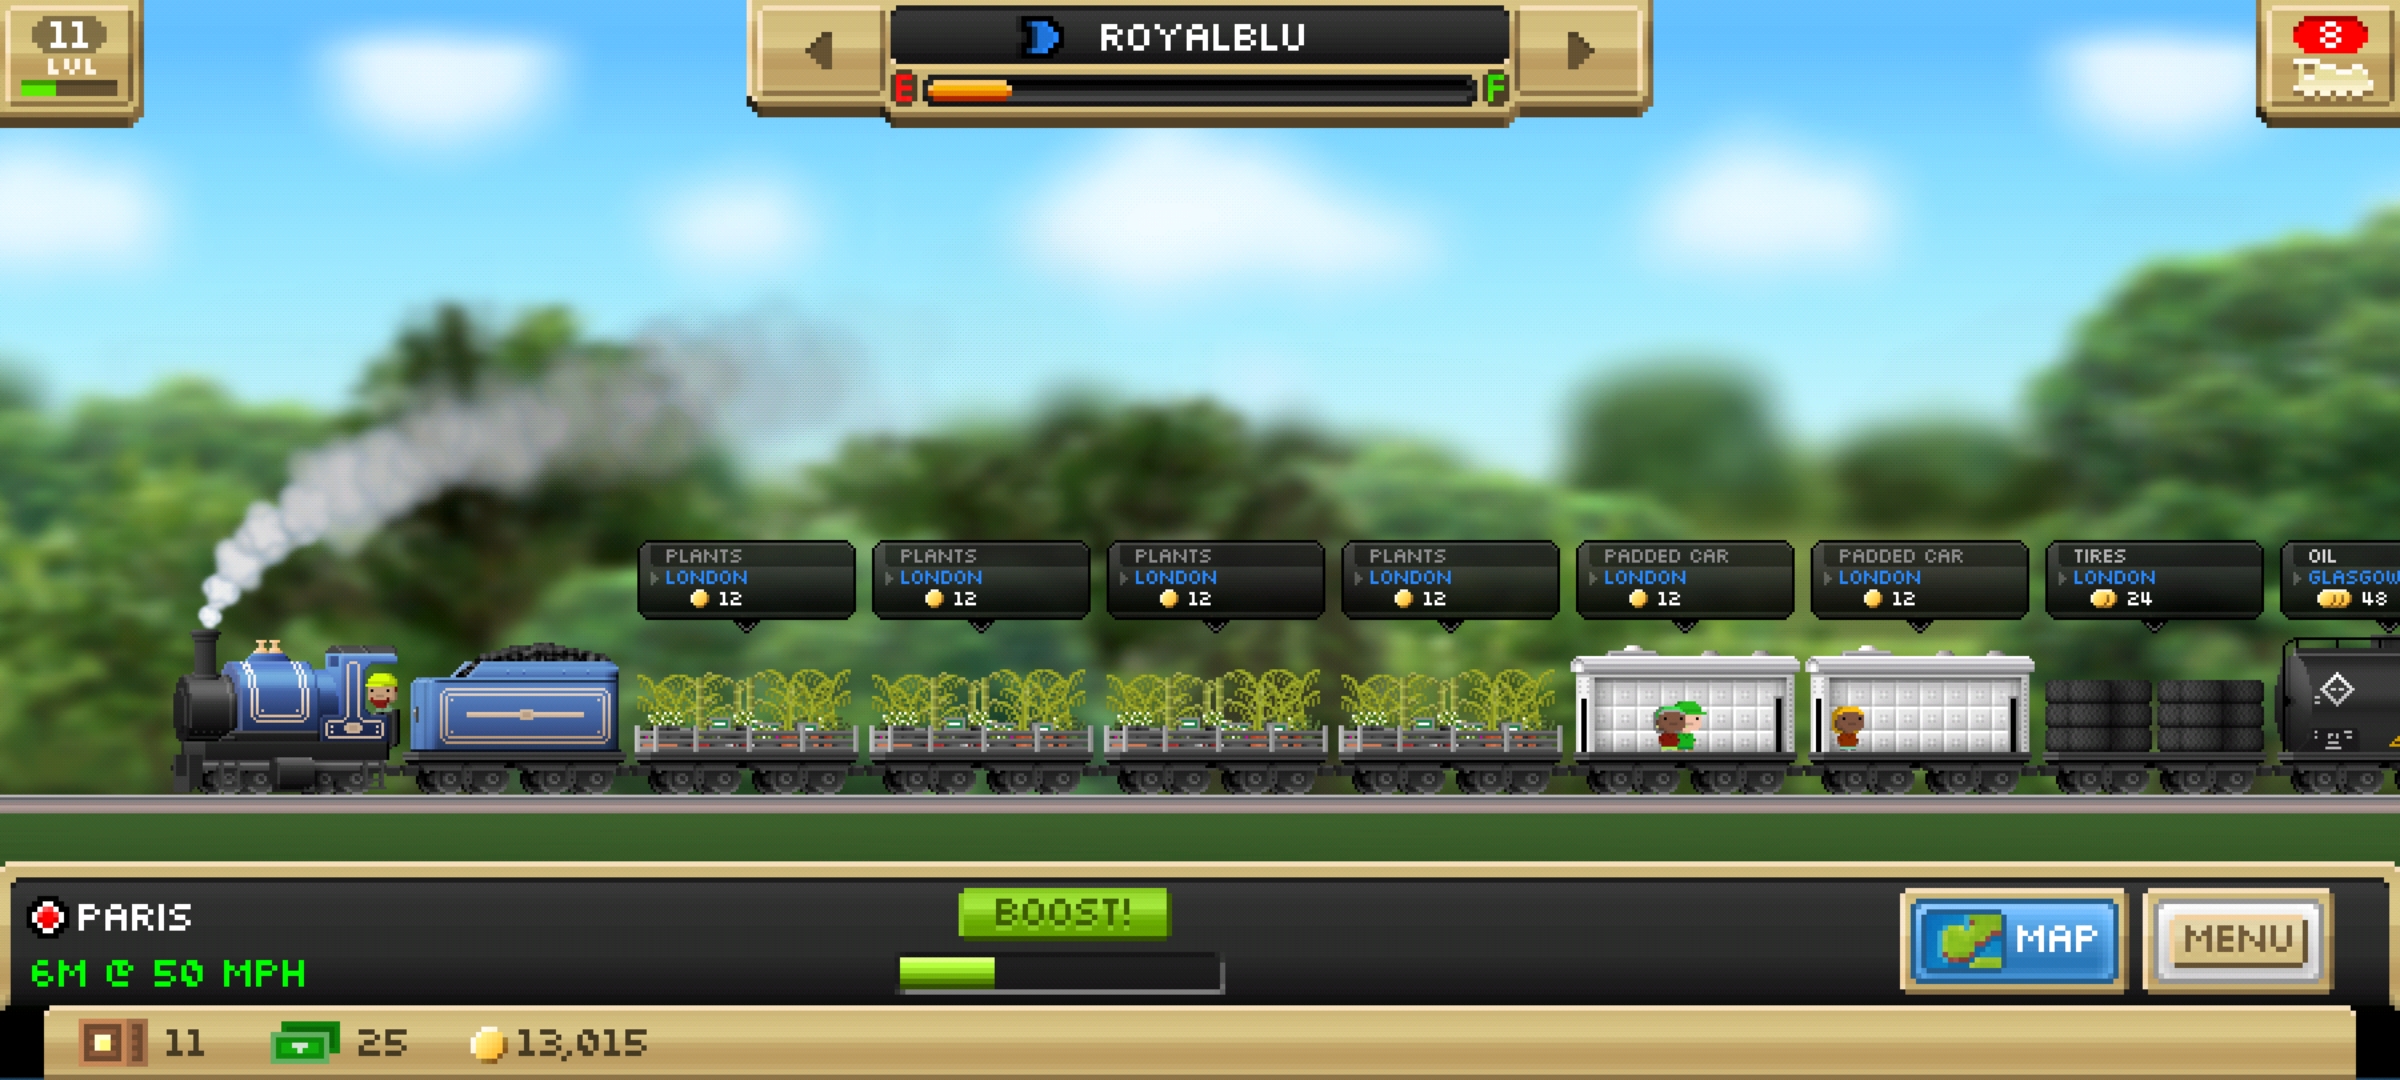 11
LVL
ROYALBLU
E F
8
PLANTS
LONDON
12
PLANTS
LONDON
12
PLANTS
LONDON
12
PLANTS
LONDON
12
PADDED CAR
LONDON
12
PADDED CAR
LONDON
12
TIRES
LONDON
24
OIL
GLASGOW
48
PARIS
6M @ 50 MPH
BOOST!
MAP
MENU
11
25
13,015